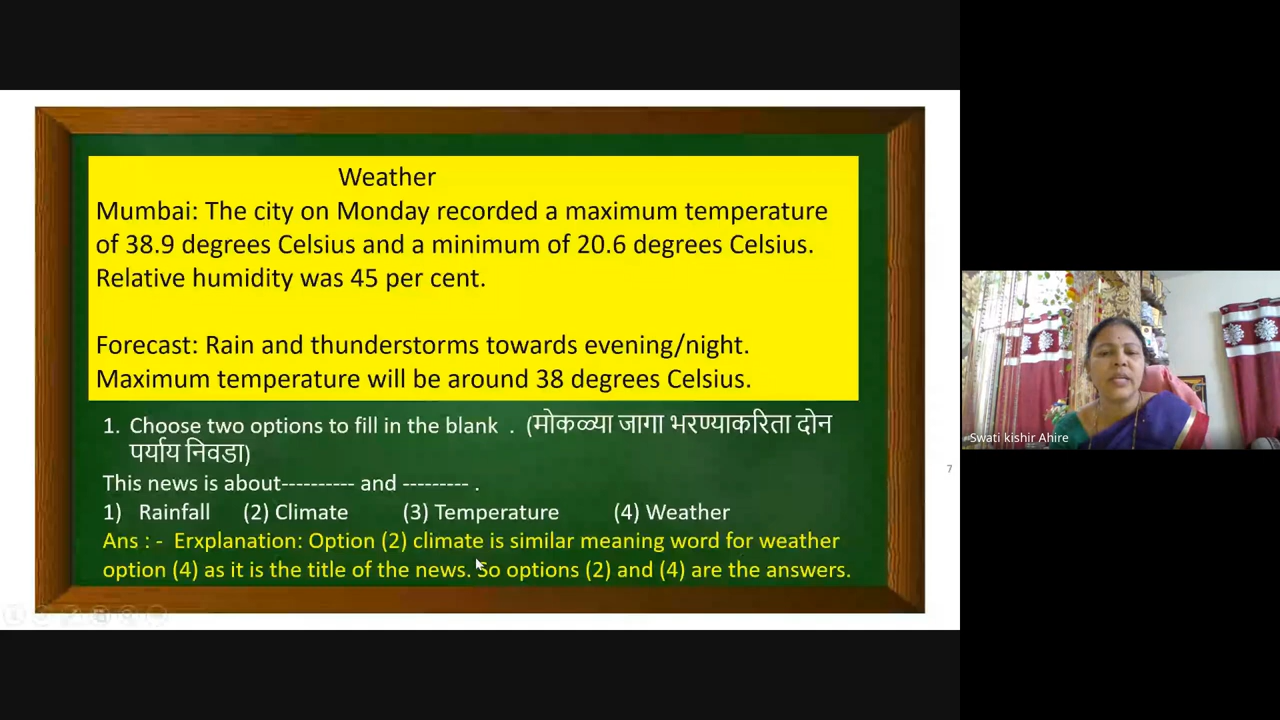 Weather
Mumbai: The city on Monday recorded a maximum temperature
of 38.9 degrees Celsius and a minimum of 20.6 degrees Celsius.
Relative humidity was 45 per cent.
Forecast: Rain and thunderstorms towards evening/night.
Maximum temperature will be around 38 degrees Celsius.
1. Choose two options to fill in the blank . (मोकळ्या जागा भरण्याकरिता दोन
पर्याय निवडा)
This news is about---------- and --------- .
1) Rainfall (2) Climate (3) Temperature (4) Weather
Ans : - Erxplanation: Option (2) climate is similar meaning word for weather
option (4) as it is the title of the news. So options (2) and (4) are the answers.
7
Swati kishir Ahire